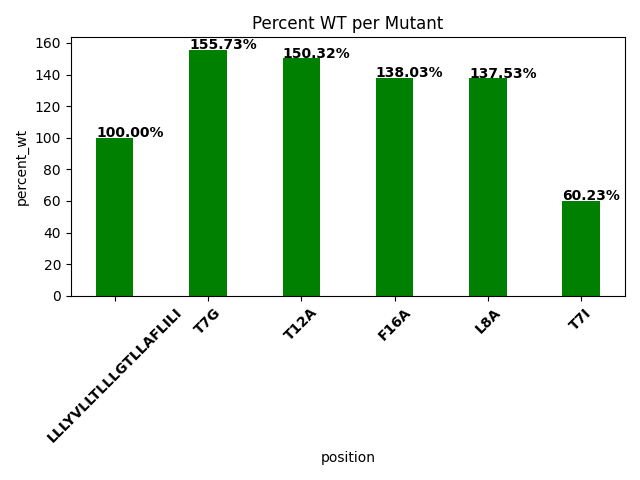 Percent WT per Mutant
percent_wt
160
140
120
100
80
60
40
20
0
100.00%
155.73%
150.32%
138.03%
137.53%
60.23%
LLLYVLLTLLLGTLLAFLILI
T7G
T12A
F16A
L8A
T7I
position